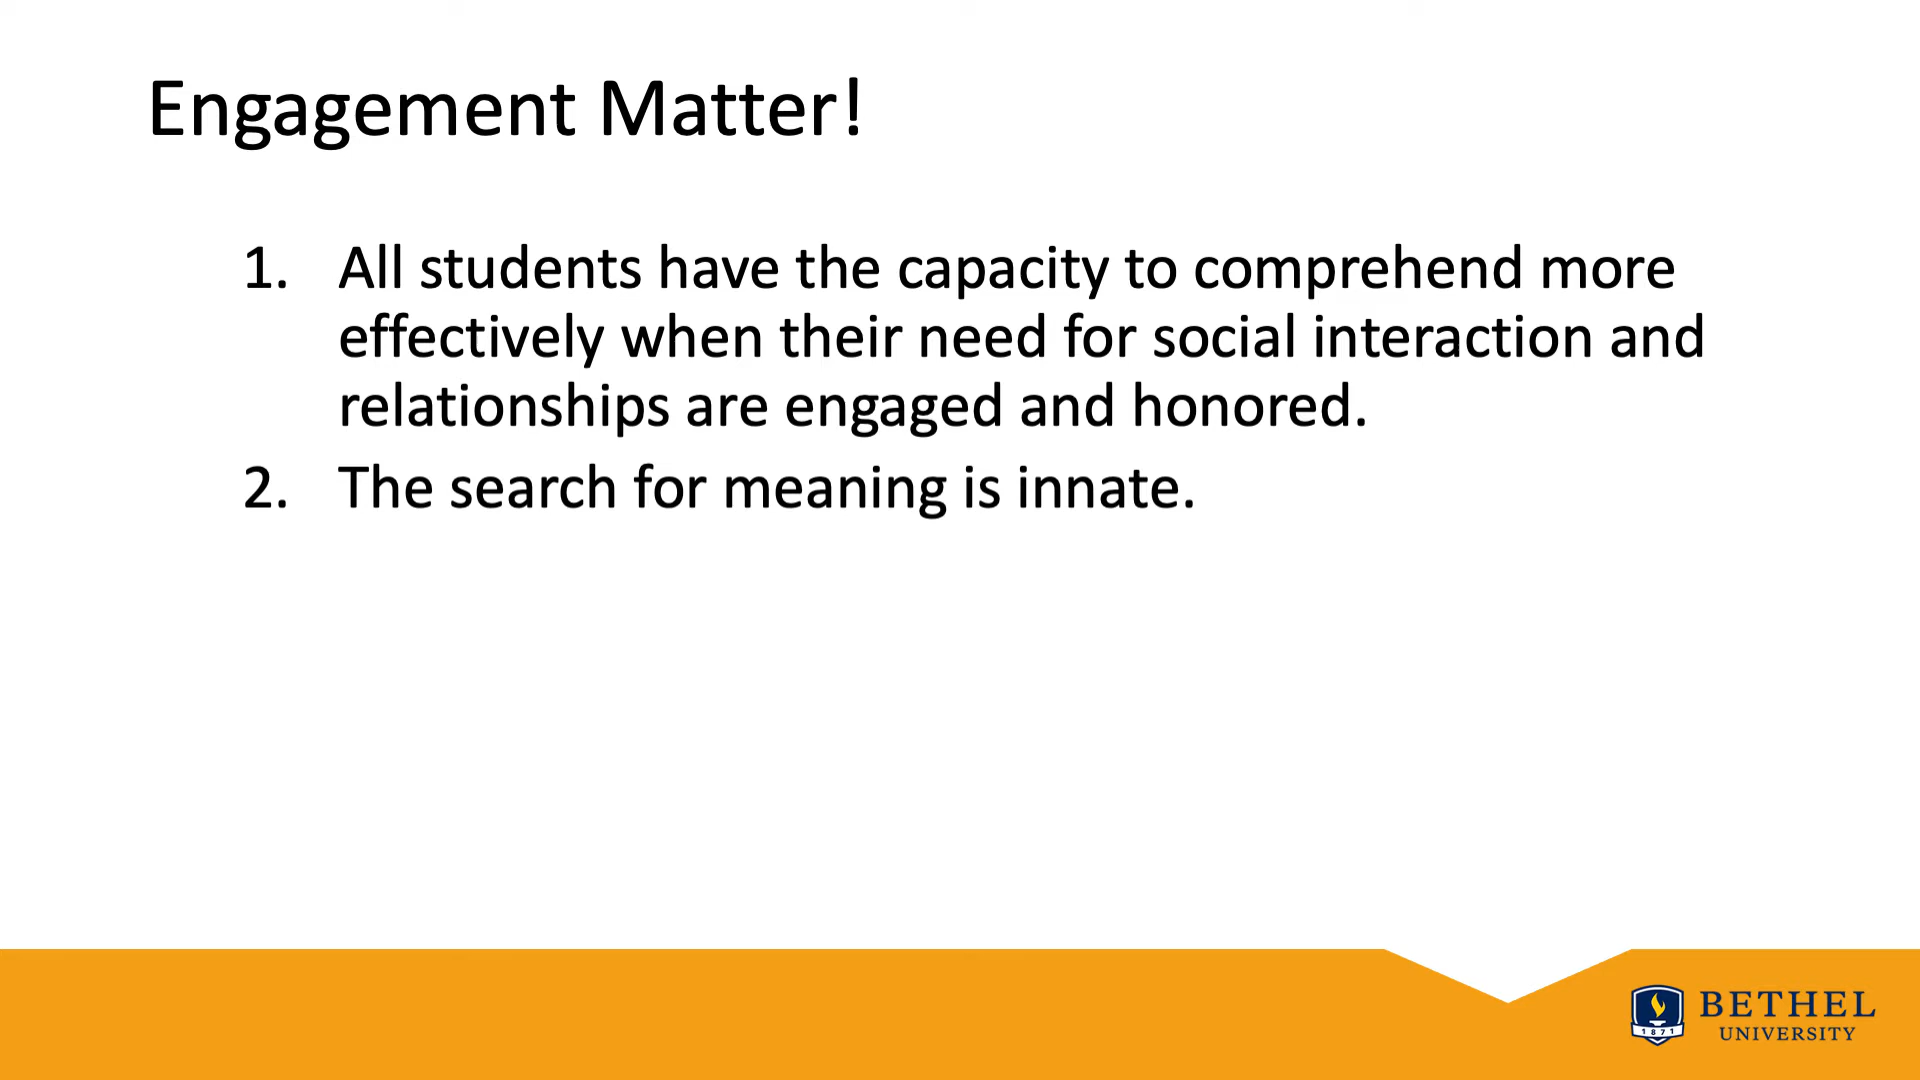 Engagement Matter!
1. All students have the capacity to comprehend more
effectively when their need for social interaction and
relationships are engaged and honored.
2. The search for meaning is innate.
1871
BETHEL
UNIVERSITY